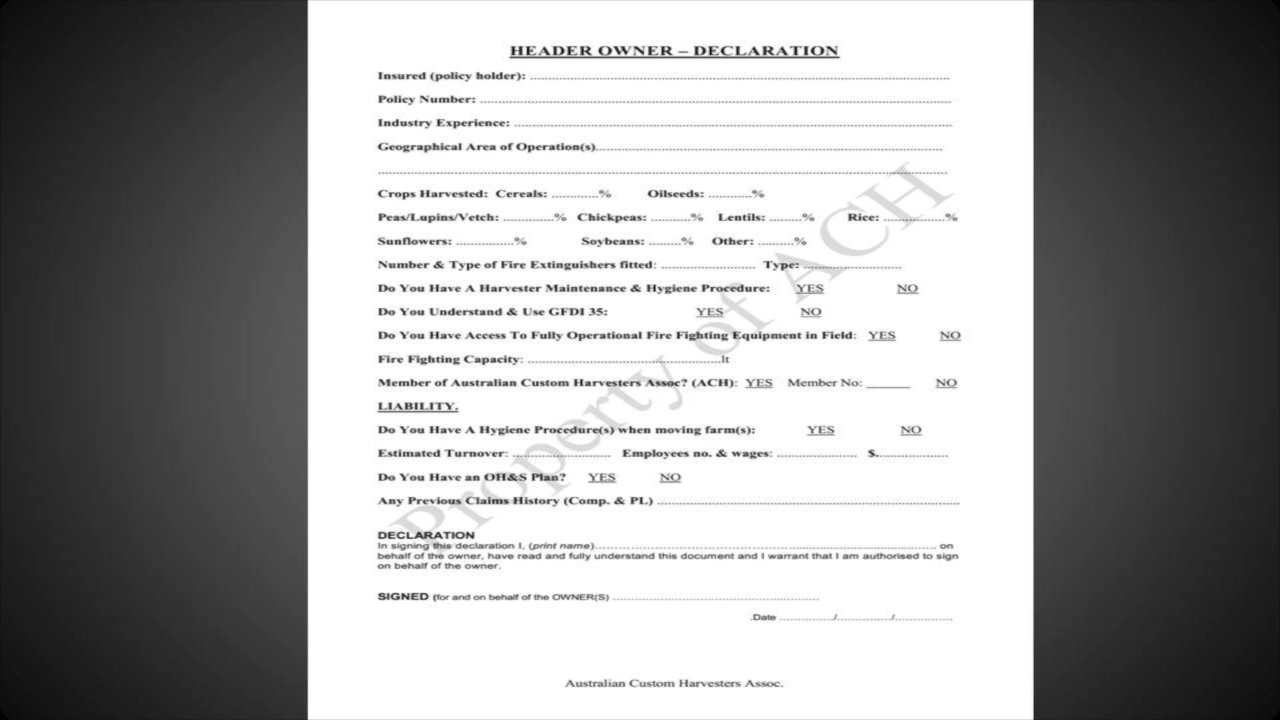 HEADER OWNER – DECLARATION
Insured (policy holder): ..........................................................................................
Policy Number: ..........................................................................................
Industry Experience: ..........................................................................................
Geographical Area of Operation(s)..........................................................................................
..........................................................................................
Crops Harvested: Cereals: ............% Oilseeds: ...........%
Peas/Lupins/Vetch: .............% Chickpeas: ..........% Lentils: ........% Rice: ................%
Sunflowers: ...............% Soybeans: ........% Other: .........%
Number & Type of Fire Extinguishers fitted: ........................ Type: .........................
Do You Have A Harvester Maintenance & Hygiene Procedure: YES NO
Do You Understand & Use GFDI 35: YES NO
Do You Have Access To Fully Operational Fire Fighting Equipment in Field: YES NO
Fire Fighting Capacity: ..................................................lt
Member of Australian Custom Harvesters Assoc? (ACH): YES Member No: ______ NO
LIABILITY.
Do You Have A Hygiene Procedure(s) when moving farm(s): YES NO
Estimated Turnover: ......................... Employees no. & wages: .................... $...................
Do You Have an OH&S Plan? YES NO
Any Previous Claims History (Comp. & PL) ..........................................................................................
DECLARATION
In signing this declaration I, (print name).......................................................................................... on
behalf of the owner, have read and fully understand this document and I warrant that I am authorised to sign
on behalf of the owner.
SIGNED (for and on behalf of the OWNER(S) ......................................................
.Date ............../.............../...............
Australian Custom Harvesters Assoc.
Property of ACH